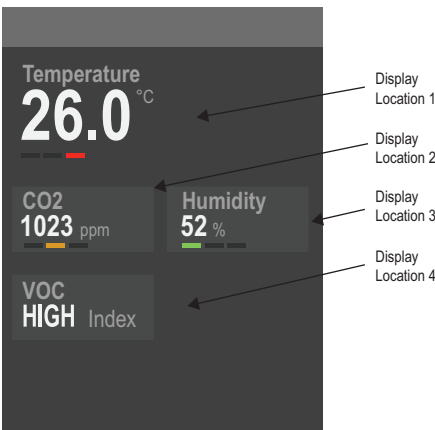 Temperature
26.0 °C
CO2
1023 ppm
Humidity
52 %
VOC
HIGH Index
Display
Location 1
Display
Location 2
Display
Location 3
Display
Location 4